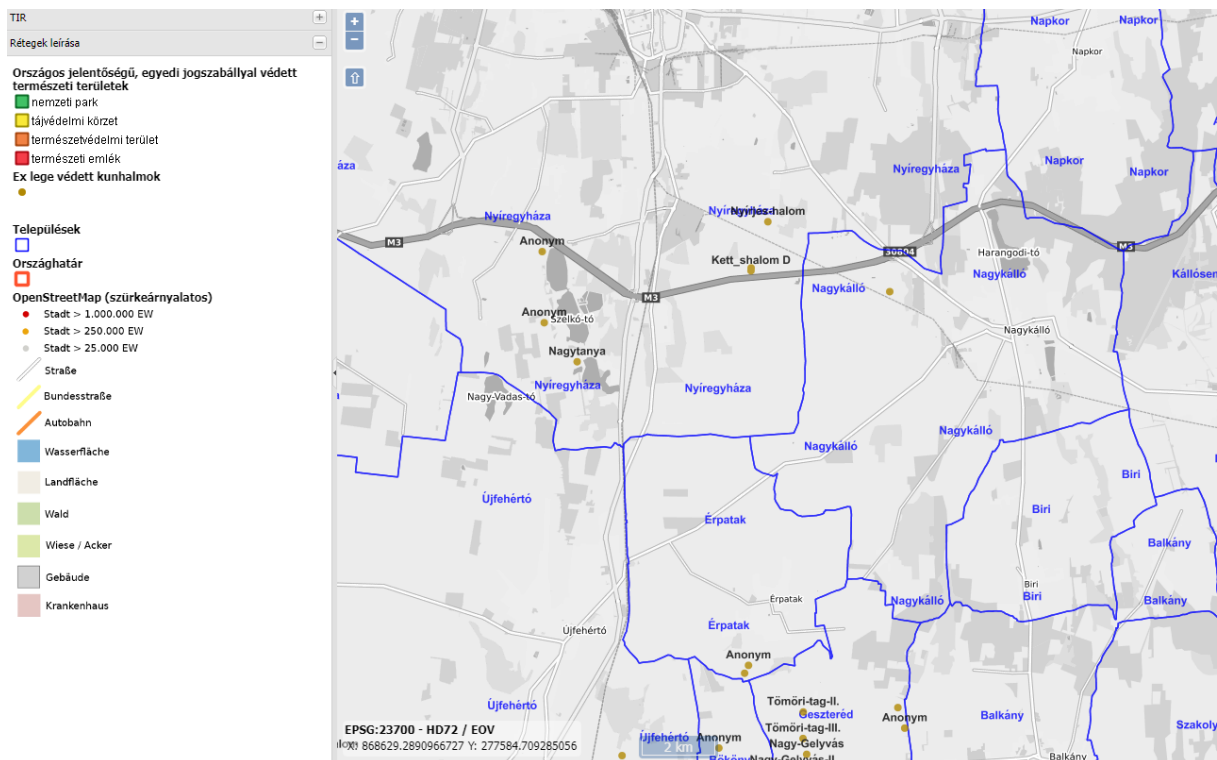 TIR
Rétegek leírása
Országos jelentőségű, egyedi jogszabállyal védett
természeti területek
nemzeti park
tájvédelmi körzet
természetvédelmi terület
természeti emlék
Ex lege védett kunhalmok
Települések
Országhatár
OpenStreetMap (szürkeárnyalatos)
Stadt > 1.000.000 EW
Stadt > 250.000 EW
Stadt > 25.000 EW
Straße
Bundesstraße
Autobahn
Wasserfläche
Landfläche
Wald
Wiese / Acker
Gebäude
Krankenhaus
Napkor
Napkor
Napkor
Nyíregyháza
Napkor
Napkor
Nyíregyháza
M3
Anonym
Kett_shalom D
Harangodi-tó
M3
Nagykálló
Nagykálló
Kállósem
M3
Anonym
Szelkó-tó
Nagykálló
Nagytanya
Nyíregyháza
Nyíregyháza
Nagy-Vadas-tó
Nagykálló
Nagykálló
Biri
Újfehértó
Érpatak
Biri
Balkány
Biri
Érpatak
Nagykálló
Biri
Balkány
Újfehértó
Érpatak
Anonym
Újfehértó
Tömöri-tag-II.
Geszteréd
Anonym
Balkány
Szakoly
Tömöri-tag-III.
EPSG:23700 - HD72 / EOV
X: 868629.2890966727 Y: 277584.709285056
Újfehértó
Anonym
Nagy-Gelyvás
2 km
Balkány
Nagy-Gelyvás-II.